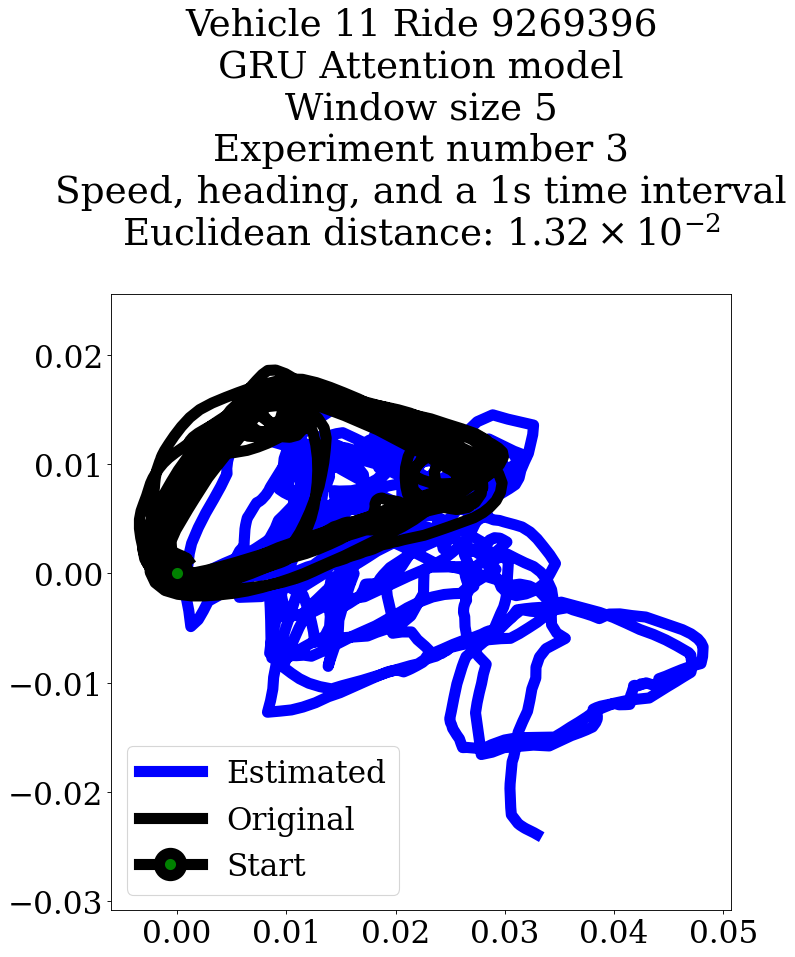 Vehicle 11 Ride 9269396
GRU Attention model
Window size 5
Experiment number 3
Speed, heading, and a 1s time interval
Euclidean distance: 1.32 × 10⁻²
0.02
0.01
0.00
−0.01
−0.02
−0.03
Estimated
Original
Start
0.00 0.01 0.02 0.03 0.04 0.05